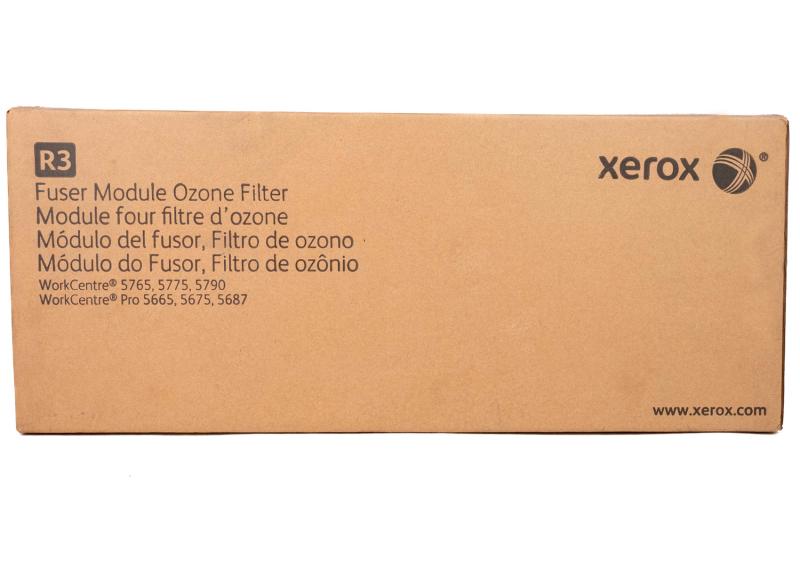 R3
xerox®
Fuser Module Ozone Filter
Module four filtre d'ozone
Módulo del fusor, Filtro de ozono
Módulo do Fusor, Filtro de ozônio
WorkCentre® 5765, 5775, 5790
WorkCentre® Pro 5665, 5675, 5687
www.xerox.com